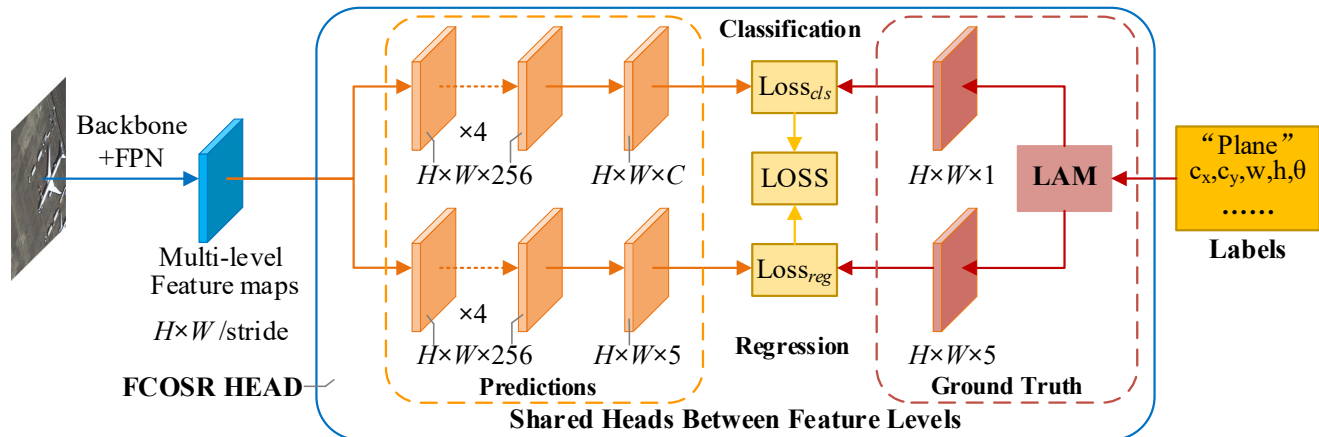 Classification
Backbone
+FPN
×4
H×W×256
H×W×C
Loss_cls
LOSS
H×W×1
LAM
“Plane”
c_x,c_y,w,h,θ
......
Labels
Multi-level
Feature maps
H×W /stride
×4
H×W×256
H×W×5
Loss_reg
Regression
H×W×5
FCOSR HEAD
Predictions
Ground Truth
Shared Heads Between Feature Levels